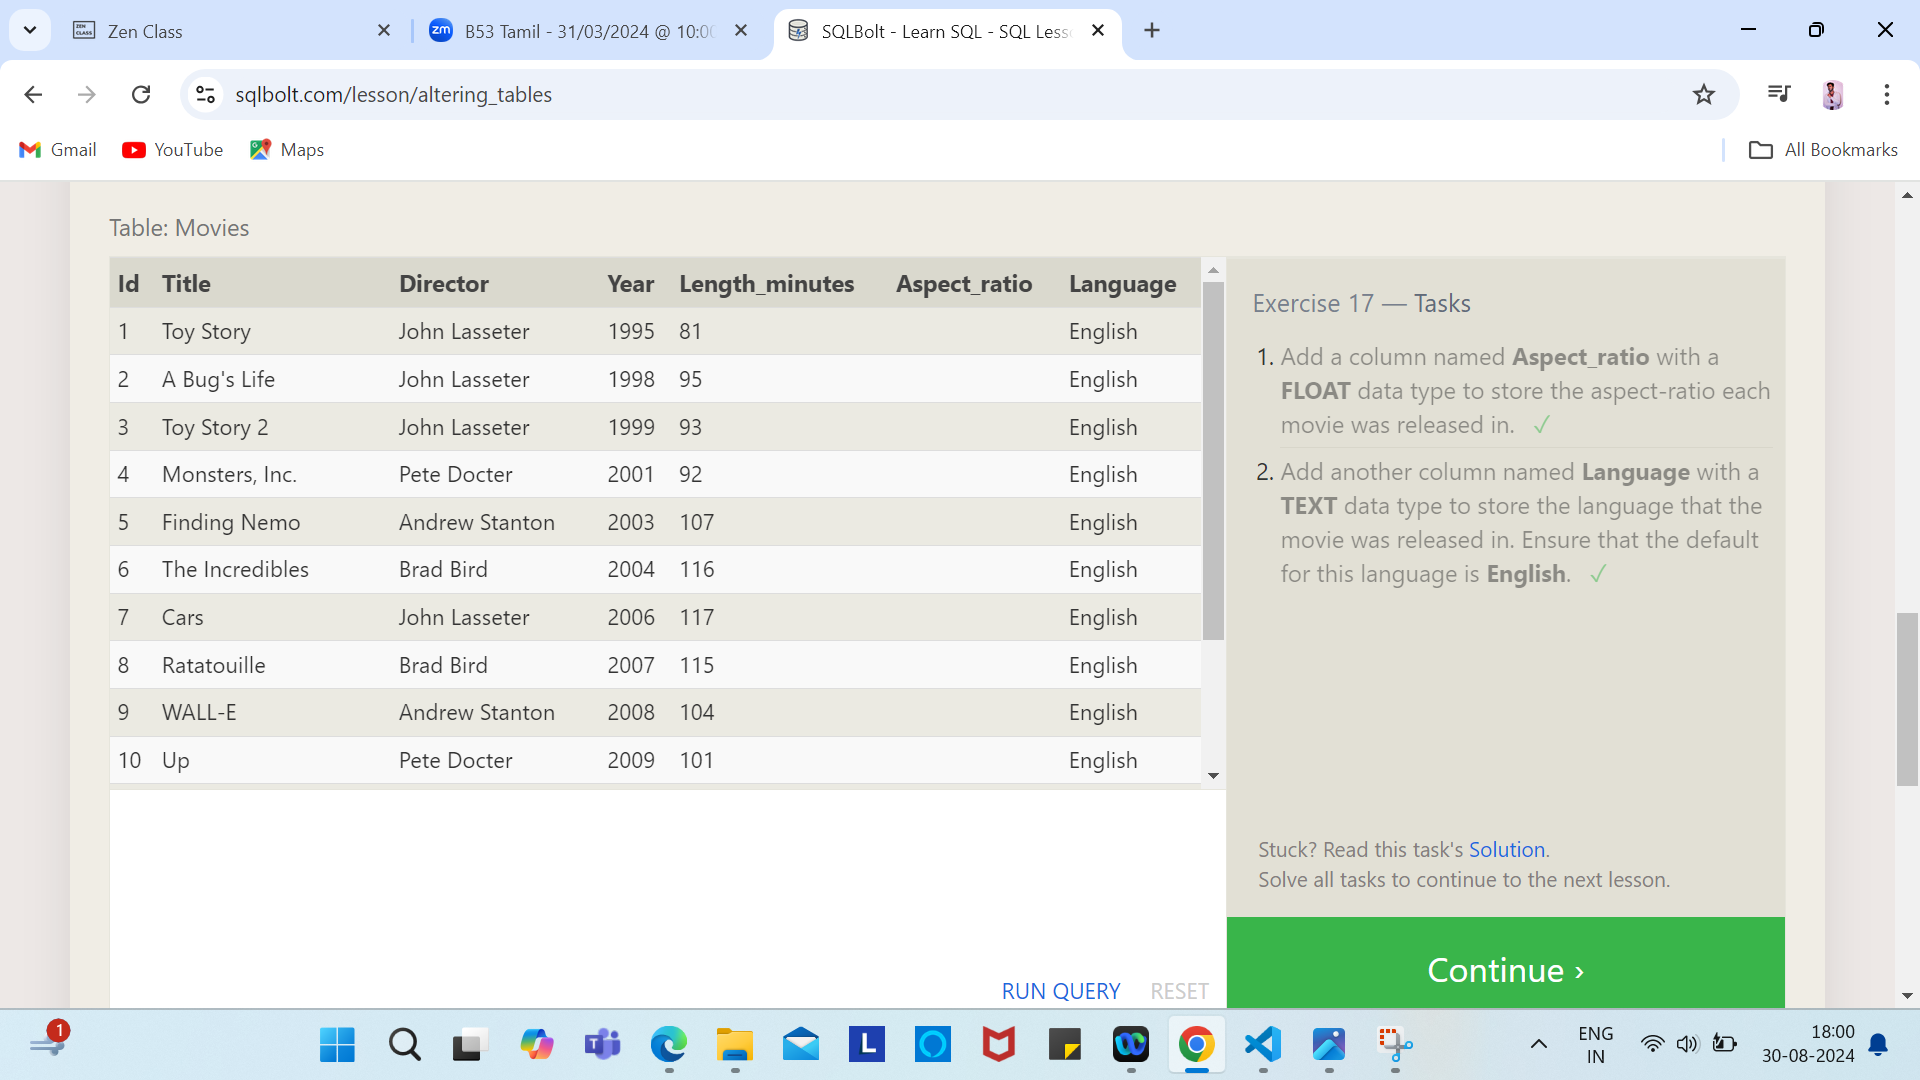 Zen Class
B53 Tamil - 31/03/2024 @ 10:00
SQLBolt - Learn SQL - SQL Less
sqlbolt.com/lesson/altering_tables
Gmail YouTube Maps All Bookmarks
Table: Movies
Id Title Director Year Length_minutes Aspect_ratio Language
1 Toy Story John Lasseter 1995 81 English
2 A Bug's Life John Lasseter 1998 95 English
3 Toy Story 2 John Lasseter 1999 93 English
4 Monsters, Inc. Pete Docter 2001 92 English
5 Finding Nemo Andrew Stanton 2003 107 English
6 The Incredibles Brad Bird 2004 116 English
7 Cars John Lasseter 2006 117 English
8 Ratatouille Brad Bird 2007 115 English
9 WALL-E Andrew Stanton 2008 104 English
10 Up Pete Docter 2009 101 English
RUN QUERY RESET
Exercise 17 — Tasks
1. Add a column named Aspect_ratio with a
FLOAT data type to store the aspect-ratio each
movie was released in. ✓
2. Add another column named Language with a
TEXT data type to store the language that the
movie was released in. Ensure that the default
for this language is English. ✓
Stuck? Read this task's Solution.
Solve all tasks to continue to the next lesson.
Continue ›
1
ENG
IN
18:00
30-08-2024